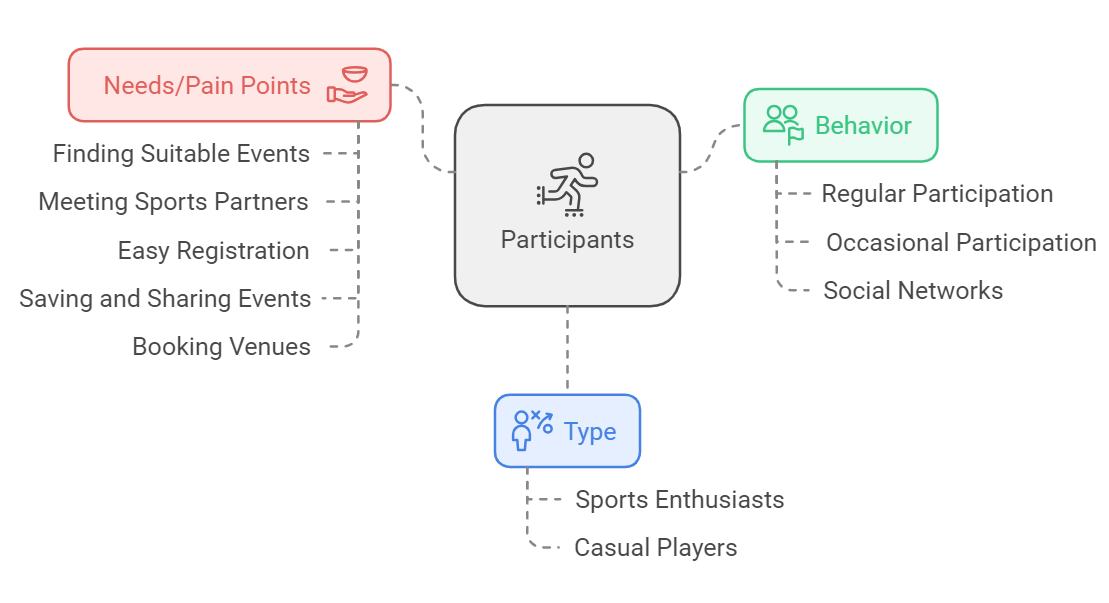 Needs/Pain Points
Finding Suitable Events
Meeting Sports Partners
Easy Registration
Saving and Sharing Events
Booking Venues
Participants
Behavior
Regular Participation
Occasional Participation
Social Networks
Type
Sports Enthusiasts
Casual Players